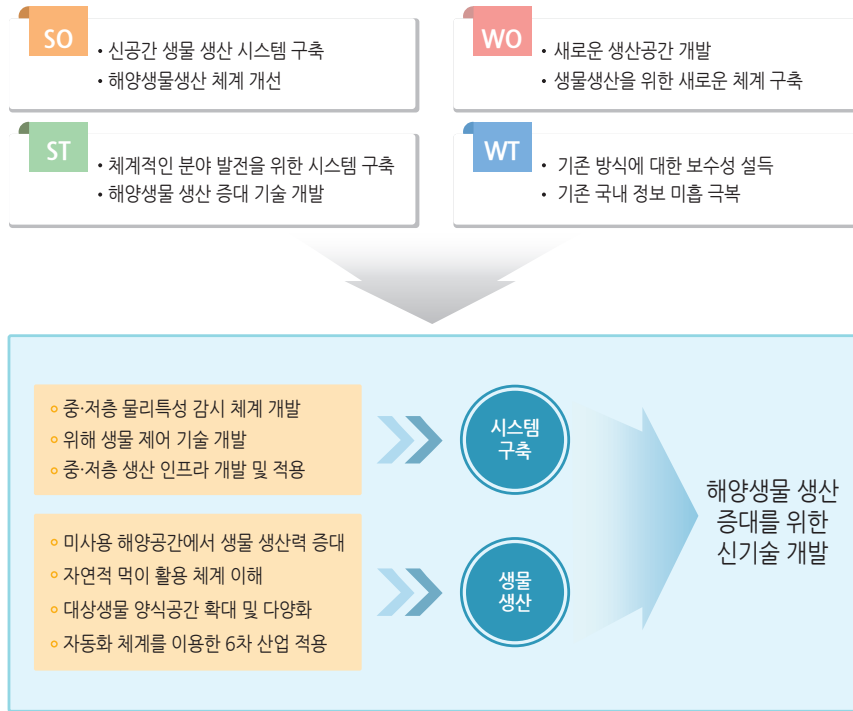 SO
• 신공간 생물 생산 시스템 구축
• 해양생물생산 체계 개선
WO
• 새로운 생산공간 개발
• 생물생산을 위한 새로운 체계 구축
ST
• 체계적인 분야 발전을 위한 시스템 구축
• 해양생물 생산 증대 기술 개발
WT
• 기존 방식에 대한 보수성 설득
• 기존 국내 정보 미흡 극복
중·저층 물리특성 감시 체계 개발
위해 생물 제어 기술 개발
중·저층 생산 인프라 개발 및 적용
시스템
구축
미사용 해양공간에서 생물 생산력 증대
자연적 먹이 활용 체계 이해
대상생물 양식공간 확대 및 다양화
자동화 체계를 이용한 6차 산업 적용
생물
생산
해양생물 생산
증대를 위한
신기술 개발